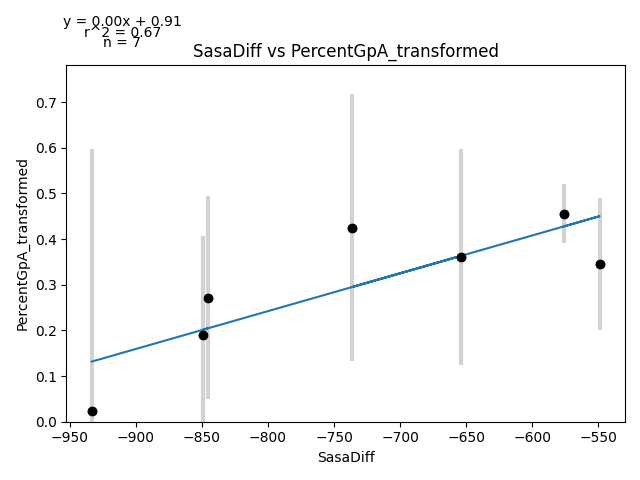 y = 0.00x + 0.91
r^2 = 0.67
n = 7
SasaDiff vs PercentGpA_transformed
PercentGpA_transformed
0.7
0.6
0.5
0.4
0.3
0.2
0.1
0.0
−950 −900 −850 −800 −750 −700 −650 −600 −550
SasaDiff